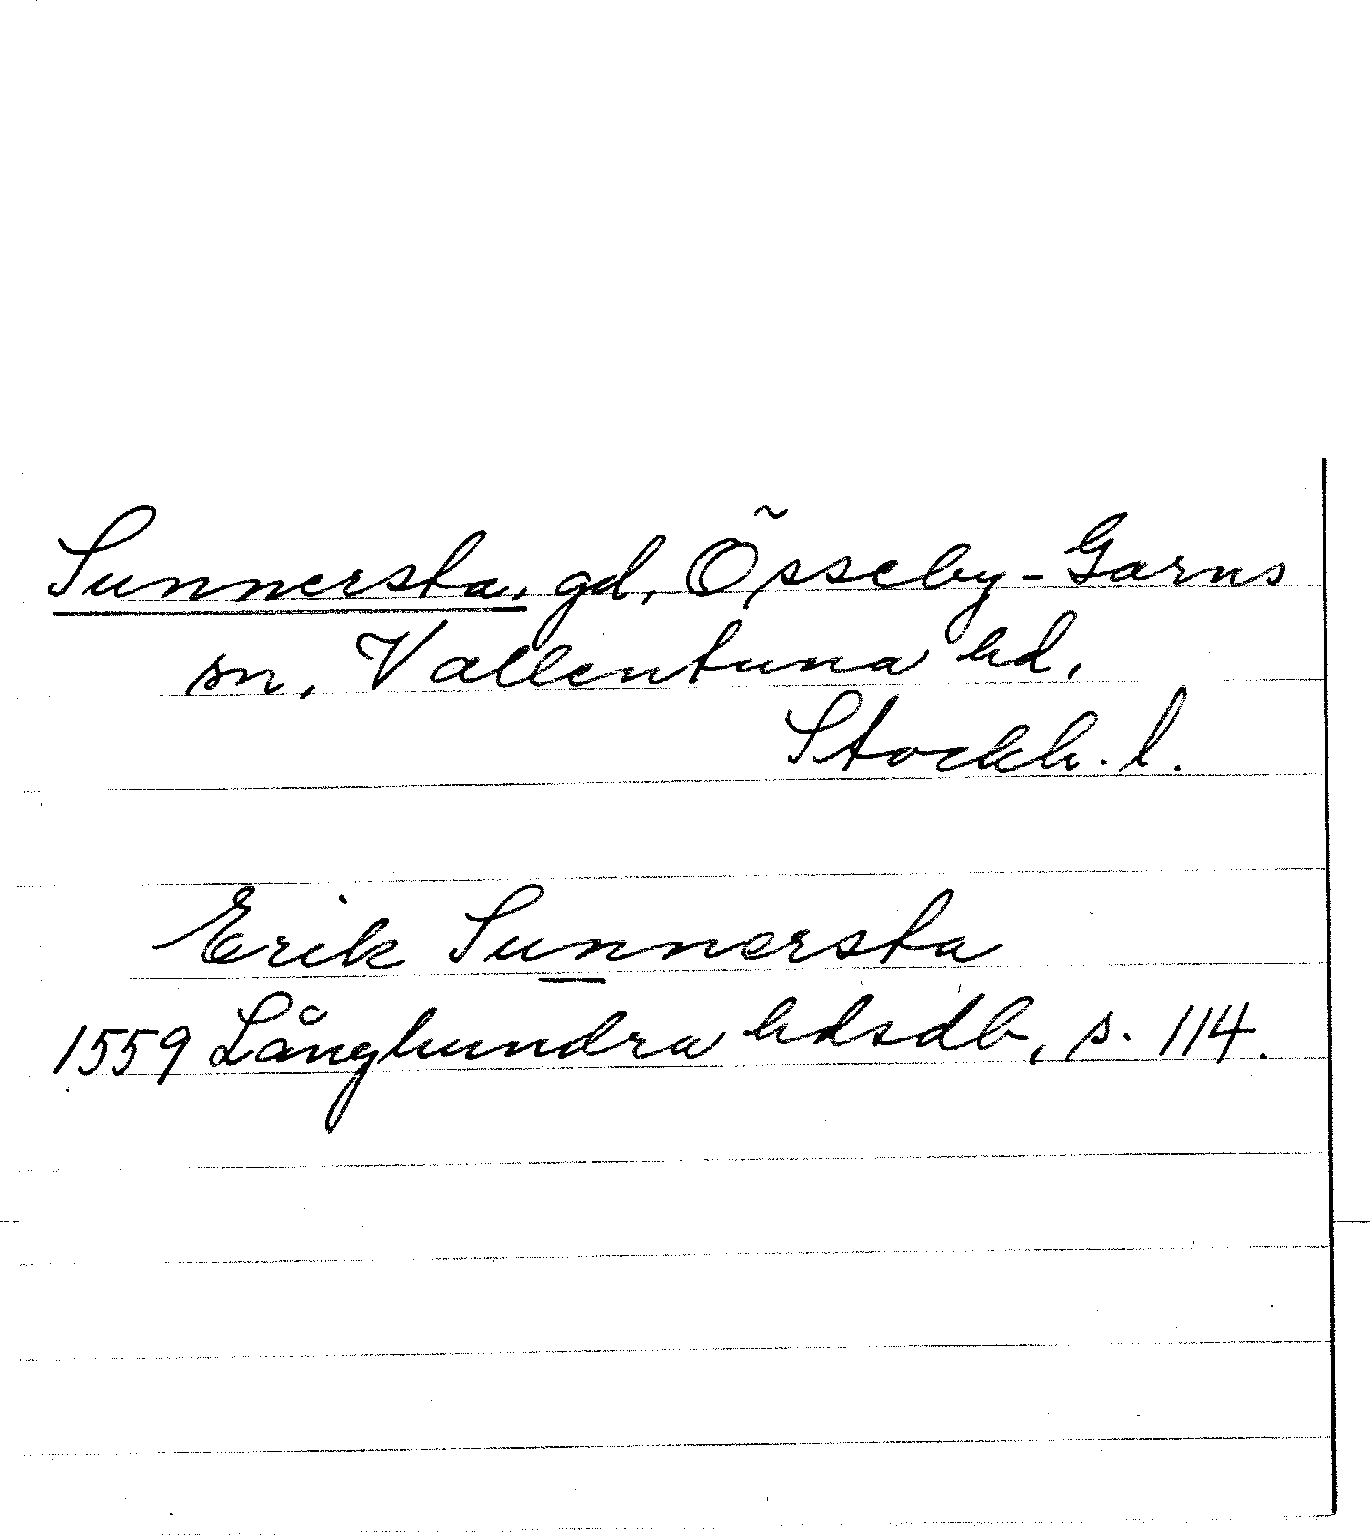 Sunnersta, gd, Össeby-Garns
sn, Vallentuna hd,
Stockh. l.
Erik Sunnersta
1559 Långhundra hdsdb, s. 114.